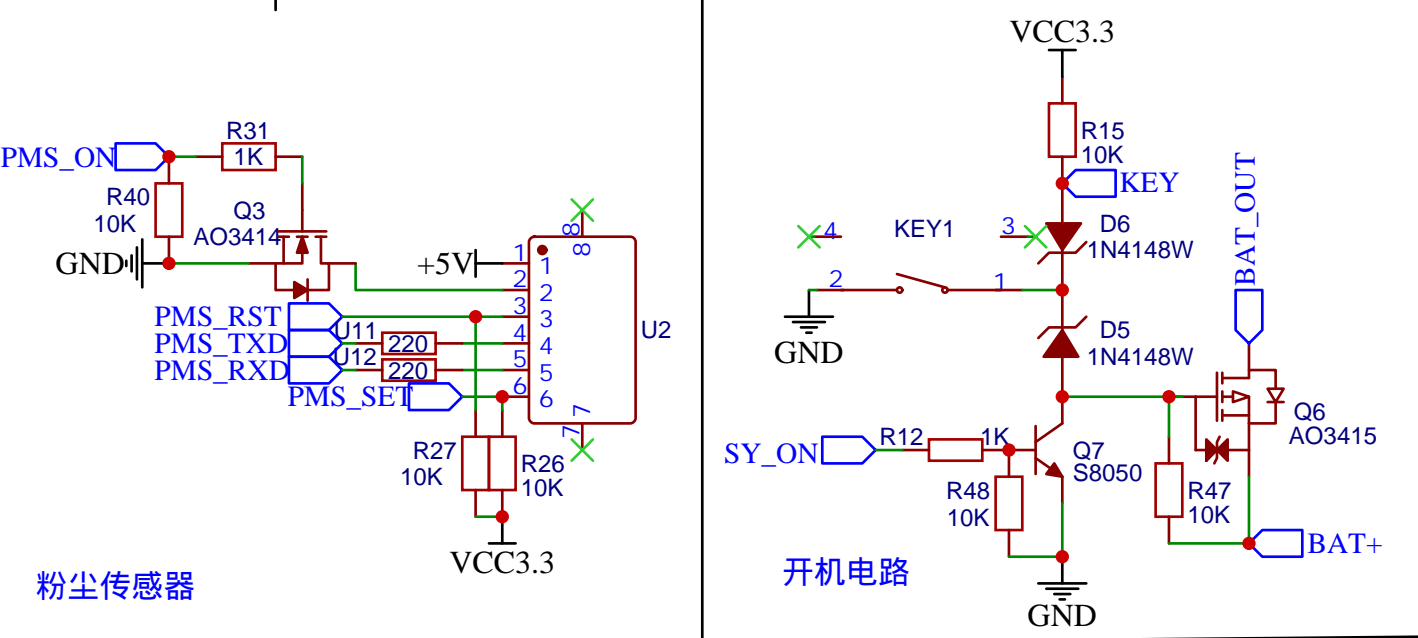 PMS_ON
R31
1K
R40
10K
Q3
AO3414
GND
+5V
8
8
1
1
2
2
3
3
4
4
5
5
6
6
7
7
U2
PMS_RST
PMS_TXD
U11
220
PMS_RXD
U12
220
PMS_SET
R27
10K
R26
10K
VCC3.3
粉尘传感器
VCC3.3
R15
10K
KEY
4
KEY1
3
D6
1N4148W
2
1
GND
D5
1N4148W
BAT_OUT
Q6
AO3415
SY_ON
R12
1K
Q7
S8050
R48
10K
R47
10K
BAT+
开机电路
GND